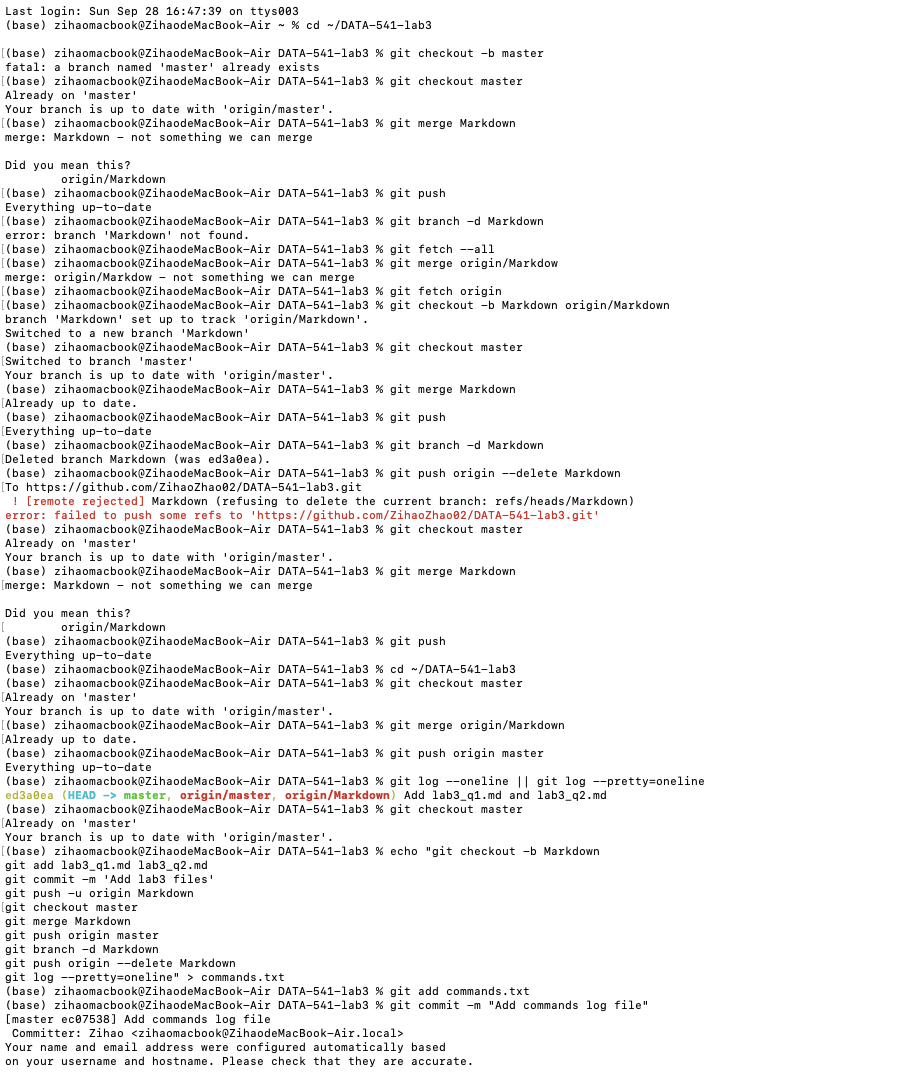 Last login: Sun Sep 28 16:47:39 on ttys003
(base) zihaomacbook@ZihaodeMacBook-Air ~ % cd ~/DATA-541-lab3

[(base) zihaomacbook@ZihaodeMacBook-Air DATA-541-lab3 % git checkout -b master
fatal: a branch named 'master' already exists
[(base) zihaomacbook@ZihaodeMacBook-Air DATA-541-lab3 % git checkout master
Already on 'master'
Your branch is up to date with 'origin/master'.
[(base) zihaomacbook@ZihaodeMacBook-Air DATA-541-lab3 % git merge Markdown
merge: Markdown - not something we can merge

Did you mean this?
        origin/Markdown
[(base) zihaomacbook@ZihaodeMacBook-Air DATA-541-lab3 % git push
Everything up-to-date
[(base) zihaomacbook@ZihaodeMacBook-Air DATA-541-lab3 % git branch -d Markdown
error: branch 'Markdown' not found.
[(base) zihaomacbook@ZihaodeMacBook-Air DATA-541-lab3 % git fetch --all
[(base) zihaomacbook@ZihaodeMacBook-Air DATA-541-lab3 % git merge origin/Markdow
merge: origin/Markdow - not something we can merge
[(base) zihaomacbook@ZihaodeMacBook-Air DATA-541-lab3 % git fetch origin
[(base) zihaomacbook@ZihaodeMacBook-Air DATA-541-lab3 % git checkout -b Markdown origin/Markdown
branch 'Markdown' set up to track 'origin/Markdown'.
Switched to a new branch 'Markdown'
(base) zihaomacbook@ZihaodeMacBook-Air DATA-541-lab3 % git checkout master
[Switched to branch 'master'
Your branch is up to date with 'origin/master'.
(base) zihaomacbook@ZihaodeMacBook-Air DATA-541-lab3 % git merge Markdown
[Already up to date.
(base) zihaomacbook@ZihaodeMacBook-Air DATA-541-lab3 % git push
[Everything up-to-date
(base) zihaomacbook@ZihaodeMacBook-Air DATA-541-lab3 % git branch -d Markdown
[Deleted branch Markdown (was ed3a0ea).
(base) zihaomacbook@ZihaodeMacBook-Air DATA-541-lab3 % git push origin --delete Markdown
[To https://github.com/ZihaoZhao02/DATA-541-lab3.git
 ! [remote rejected] Markdown (refusing to delete the current branch: refs/heads/Markdown)
error: failed to push some refs to 'https://github.com/ZihaoZhao02/DATA-541-lab3.git'
(base) zihaomacbook@ZihaodeMacBook-Air DATA-541-lab3 % git checkout master
Already on 'master'
Your branch is up to date with 'origin/master'.
(base) zihaomacbook@ZihaodeMacBook-Air DATA-541-lab3 % git merge Markdown
[merge: Markdown - not something we can merge

Did you mean this?
[        origin/Markdown
(base) zihaomacbook@ZihaodeMacBook-Air DATA-541-lab3 % git push
Everything up-to-date
(base) zihaomacbook@ZihaodeMacBook-Air DATA-541-lab3 % cd ~/DATA-541-lab3
(base) zihaomacbook@ZihaodeMacBook-Air DATA-541-lab3 % git checkout master
[Already on 'master'
Your branch is up to date with 'origin/master'.
[(base) zihaomacbook@ZihaodeMacBook-Air DATA-541-lab3 % git merge origin/Markdown
[Already up to date.
(base) zihaomacbook@ZihaodeMacBook-Air DATA-541-lab3 % git push origin master
Everything up-to-date
(base) zihaomacbook@ZihaodeMacBook-Air DATA-541-lab3 % git log --oneline || git log --pretty=oneline
ed3a0ea (HEAD -> master, origin/master, origin/Markdown) Add lab3_q1.md and lab3_q2.md
(base) zihaomacbook@ZihaodeMacBook-Air DATA-541-lab3 % git checkout master
[Already on 'master'
Your branch is up to date with 'origin/master'.
[(base) zihaomacbook@ZihaodeMacBook-Air DATA-541-lab3 % echo "git checkout -b Markdown
git add lab3_q1.md lab3_q2.md
git commit -m 'Add lab3 files'
git push -u origin Markdown
[git checkout master
git merge Markdown
git push origin master
git branch -d Markdown
git push origin --delete Markdown
git log --pretty=oneline" > commands.txt
(base) zihaomacbook@ZihaodeMacBook-Air DATA-541-lab3 % git add commands.txt
(base) zihaomacbook@ZihaodeMacBook-Air DATA-541-lab3 % git commit -m "Add commands log file"
[master ec07538] Add commands log file
 Committer: Zihao <zihaomacbook@ZihaodeMacBook-Air.local>
Your name and email address were configured automatically based
on your username and hostname. Please check that they are accurate.